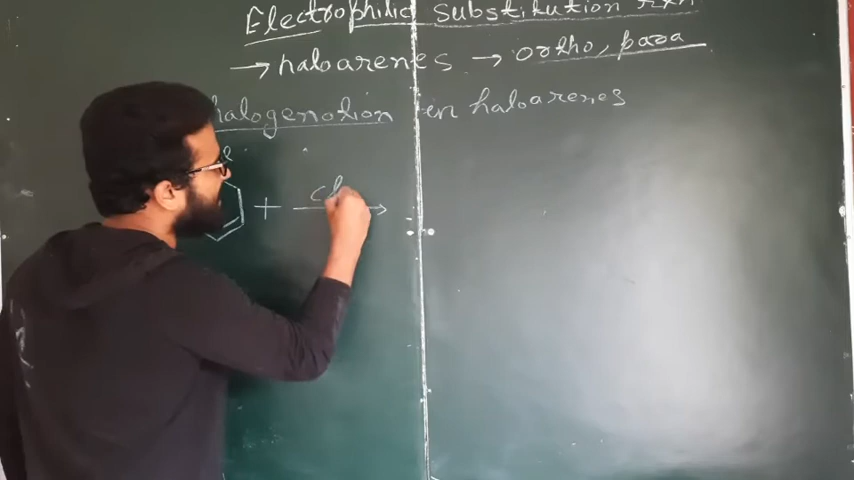 Electrophilic Substitution rxn
→ haloarenes → ortho, para
halogenation in haloarenes
+ Cl →